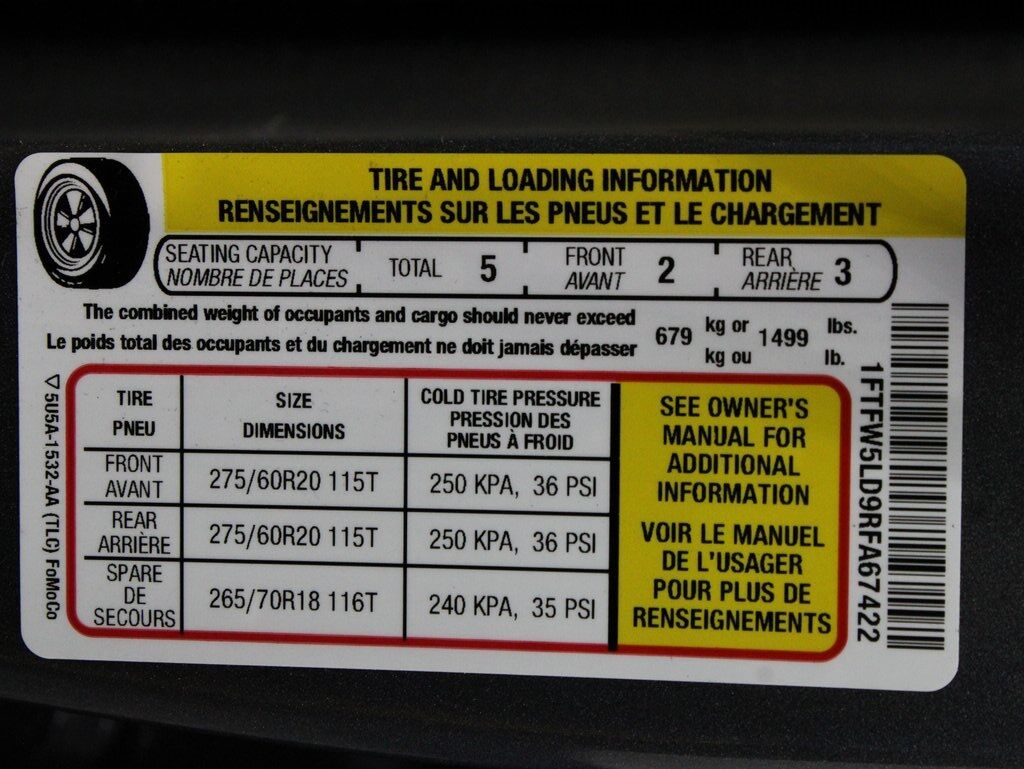 TIRE AND LOADING INFORMATION
RENSEIGNEMENTS SUR LES PNEUS ET LE CHARGEMENT
SEATING CAPACITY
NOMBRE DE PLACES
TOTAL 5
FRONT
AVANT
2
REAR
ARRIÈRE
3
The combined weight of occupants and cargo should never exceed
Le poids total des occupants et du chargement ne doit jamais dépasser
679
kg or
kg ou
1499
lbs.
lb.
TIRE
PNEU
SIZE
DIMENSIONS
COLD TIRE PRESSURE
PRESSION DES
PNEUS À FROID
FRONT
AVANT
275/60R20 115T
250 KPA, 36 PSI
REAR
ARRIÈRE
275/60R20 115T
250 KPA, 36 PSI
SPARE
DE
SECOURS
265/70R18 116T
240 KPA, 35 PSI
SEE OWNER'S
MANUAL FOR
ADDITIONAL
INFORMATION
VOIR LE MANUEL
DE L'USAGER
POUR PLUS DE
RENSEIGNEMENTS
▽5U5A-1532-AA (TLC) FoMoCo
1FTFW5LD9RFA67422